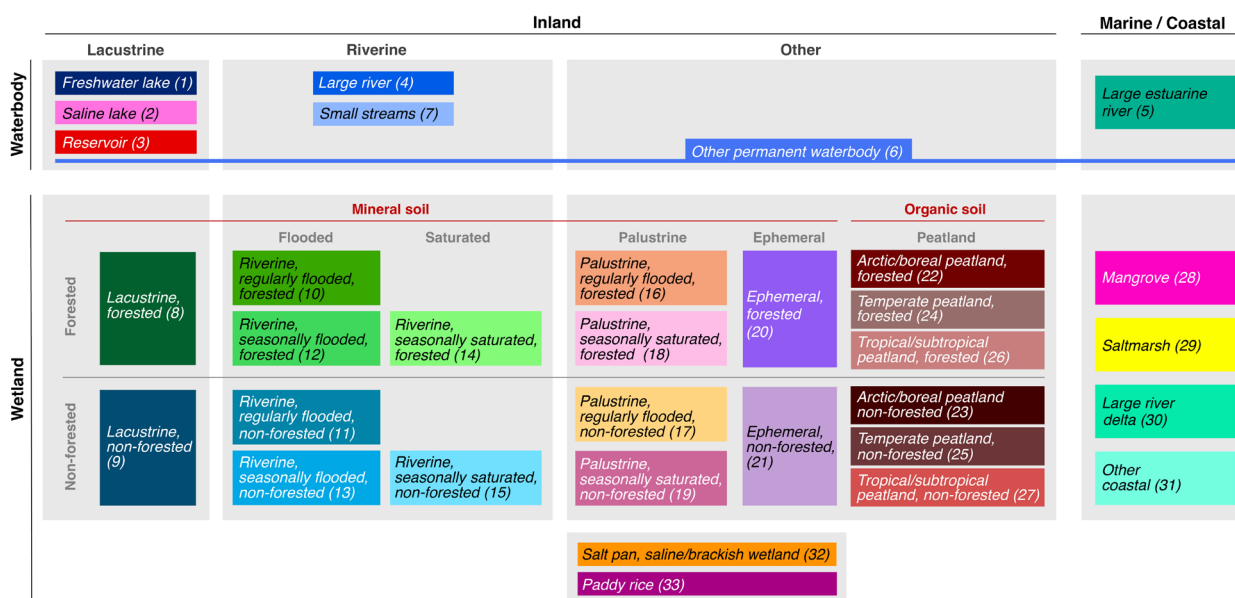 Inland
Marine / Coastal
Lacustrine
Riverine
Other
Waterbody
Freshwater lake (1)
Saline lake (2)
Reservoir (3)
Large river (4)
Small streams (7)
Other permanent waterbody (6)
Large estuarine
river (5)
Wetland
Mineral soil
Organic soil
Flooded
Saturated
Palustrine
Ephemeral
Peatland
Forested
Lacustrine,
forested (8)
Riverine,
regularly flooded,
forested (10)
Riverine,
seasonally flooded,
forested (12)
Riverine,
seasonally saturated,
forested (14)
Palustrine,
regularly flooded,
forested (16)
Palustrine,
seasonally saturated,
forested (18)
Ephemeral,
forested
(20)
Arctic/boreal peatland,
forested (22)
Temperate peatland,
forested (24)
Tropical/subtropical
peatland, forested (26)
Non-forested
Lacustrine,
non-forested
(9)
Riverine,
regularly flooded,
non-forested (11)
Riverine,
seasonally flooded,
non-forested (13)
Riverine,
seasonally saturated,
non-forested (15)
Palustrine,
regularly flooded,
non-forested (17)
Palustrine,
seasonally saturated,
non-forested (19)
Ephemeral,
non-forested,
(21)
Arctic/boreal peatland
non-forested (23)
Temperate peatland,
non-forested (25)
Tropical/subtropical
peatland, non-forested (27)
Mangrove (28)
Saltmarsh (29)
Large river
delta (30)
Other
coastal (31)
Salt pan, saline/brackish wetland (32)
Paddy rice (33)